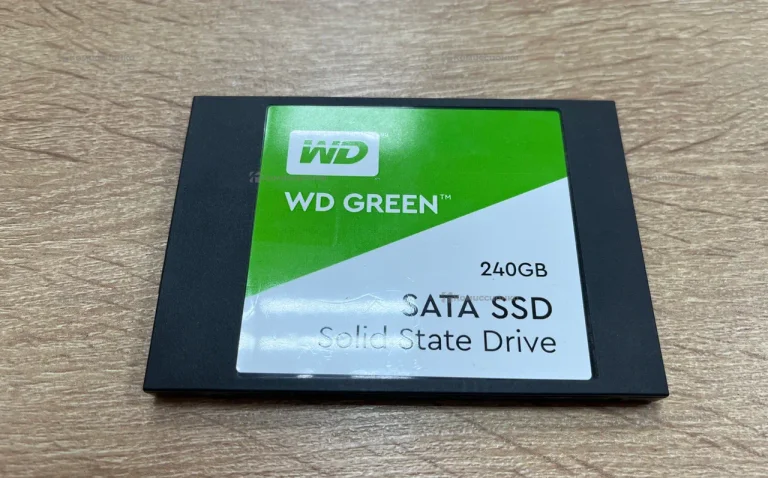 WD
WD GREEN™
240GB
SATA SSD
Solid State Drive